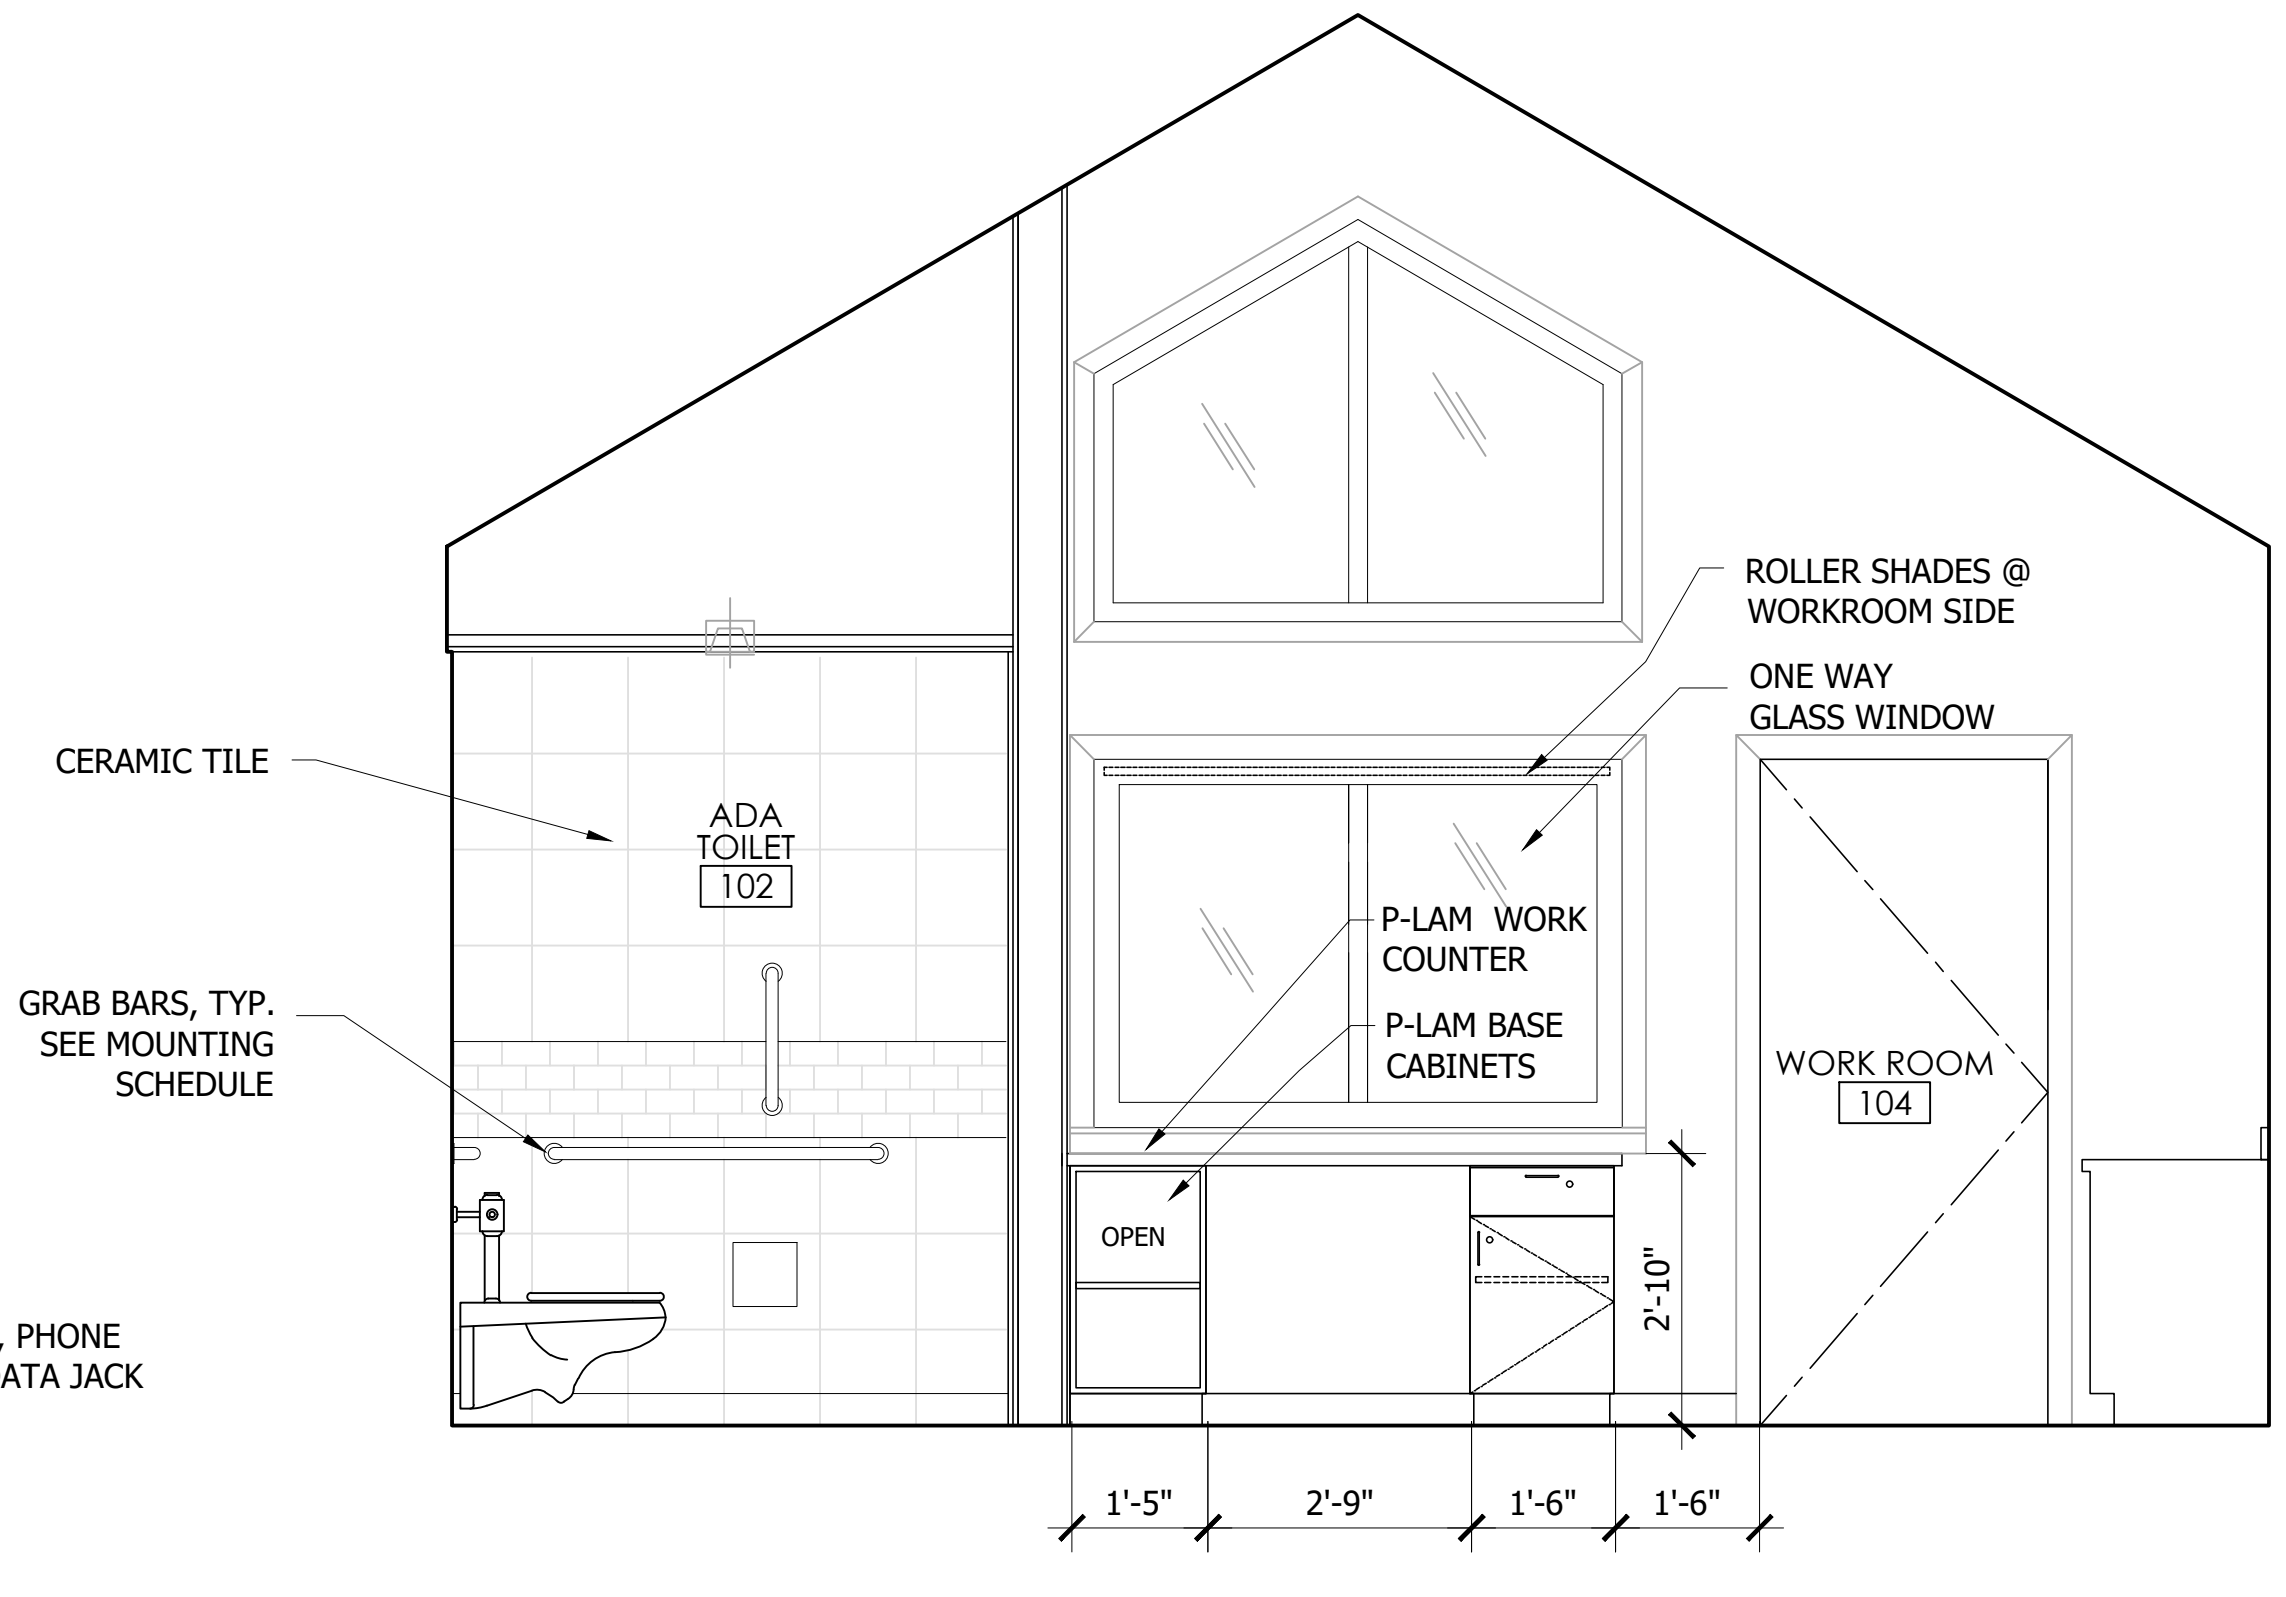 ROLLER SHADES @
WORKROOM SIDE
ONE WAY
GLASS WINDOW
CERAMIC TILE
ADA
TOILET
102
P-LAM WORK
COUNTER
GRAB BARS, TYP.
SEE MOUNTING
SCHEDULE
P-LAM BASE
CABINETS
WORK ROOM
104
OPEN
2'-10"
, PHONE
JACK
1'-5"
2'-9"
1'-6"
1'-6"